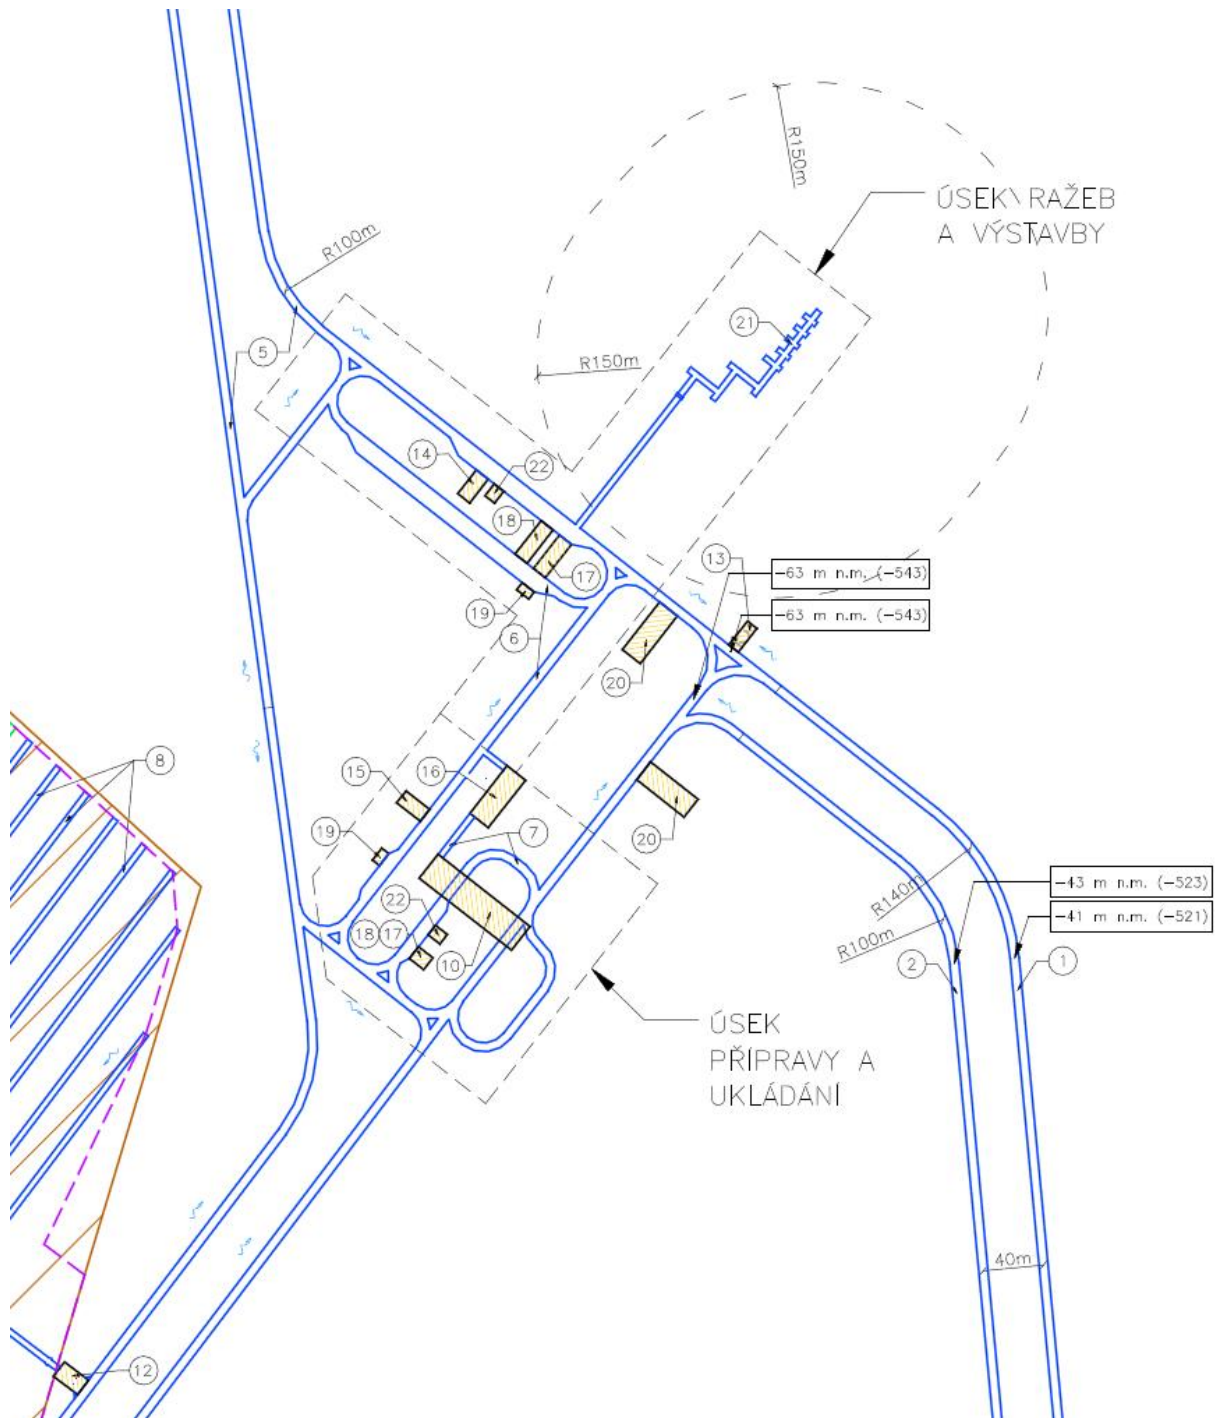 R150m
ÚSEK RAŽEB
A VÝSTAVBY
R100m
21
5
R150m
14
22
18
13
17
-63 m n.m. (-543)
19
6
-63 m n.m. (-543)
20
8
15
16
7
19
20
-43 m n.m. (-523)
R140m
22
-41 m n.m. (-521)
18
17
R100m
10
2
1
ÚSEK
PŘÍPRAVY A
UKLÁDÁNÍ
40m
12